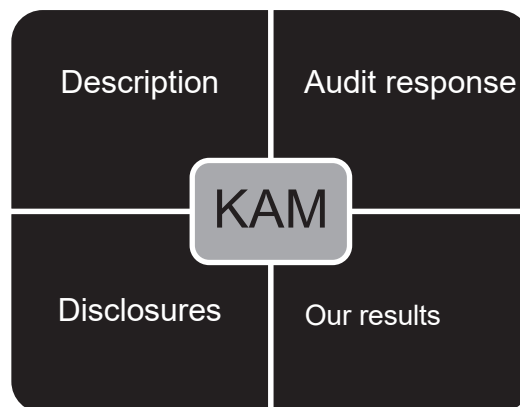 Description
Audit response
KAM
Disclosures
Our results